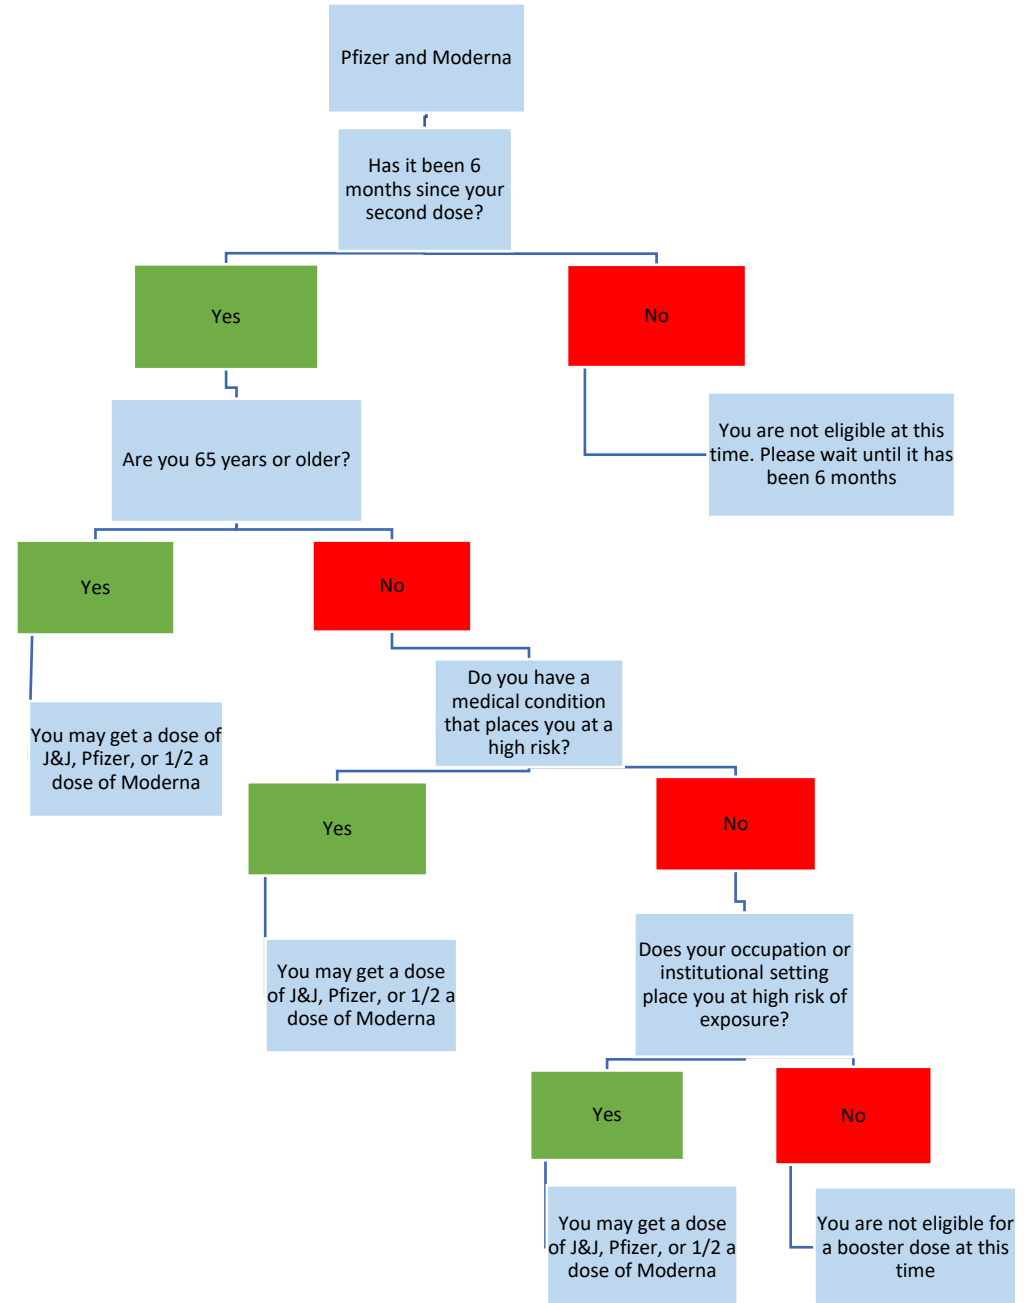 Pfizer and Moderna
Has it been 6
months since your
second dose?
Yes
No
Are you 65 years or older?
You are not eligible at this
time. Please wait until it has
been 6 months
Yes
No
You may get a dose of
J&J, Pfizer, or 1/2 a
dose of Moderna
Do you have a
medical condition
that places you at a
high risk?
Yes
No
You may get a dose
of J&J, Pfizer, or 1/2 a
dose of Moderna
Does your occupation or
institutional setting
place you at high risk of
exposure?
Yes
No
You may get a dose
of J&J, Pfizer, or 1/2 a
dose of Moderna
You are not eligible for
a booster dose at this
time